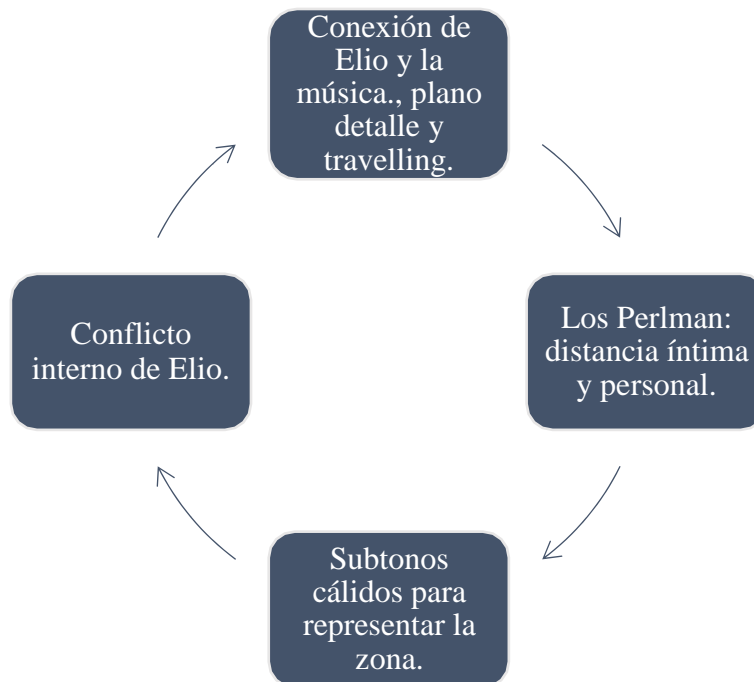 Conexión de
Elio y la
música., plano
detalle y
travelling.
Los Perlman:
distancia íntima
y personal.
Subtonos
cálidos para
representar la
zona.
Conflicto
interno de Elio.